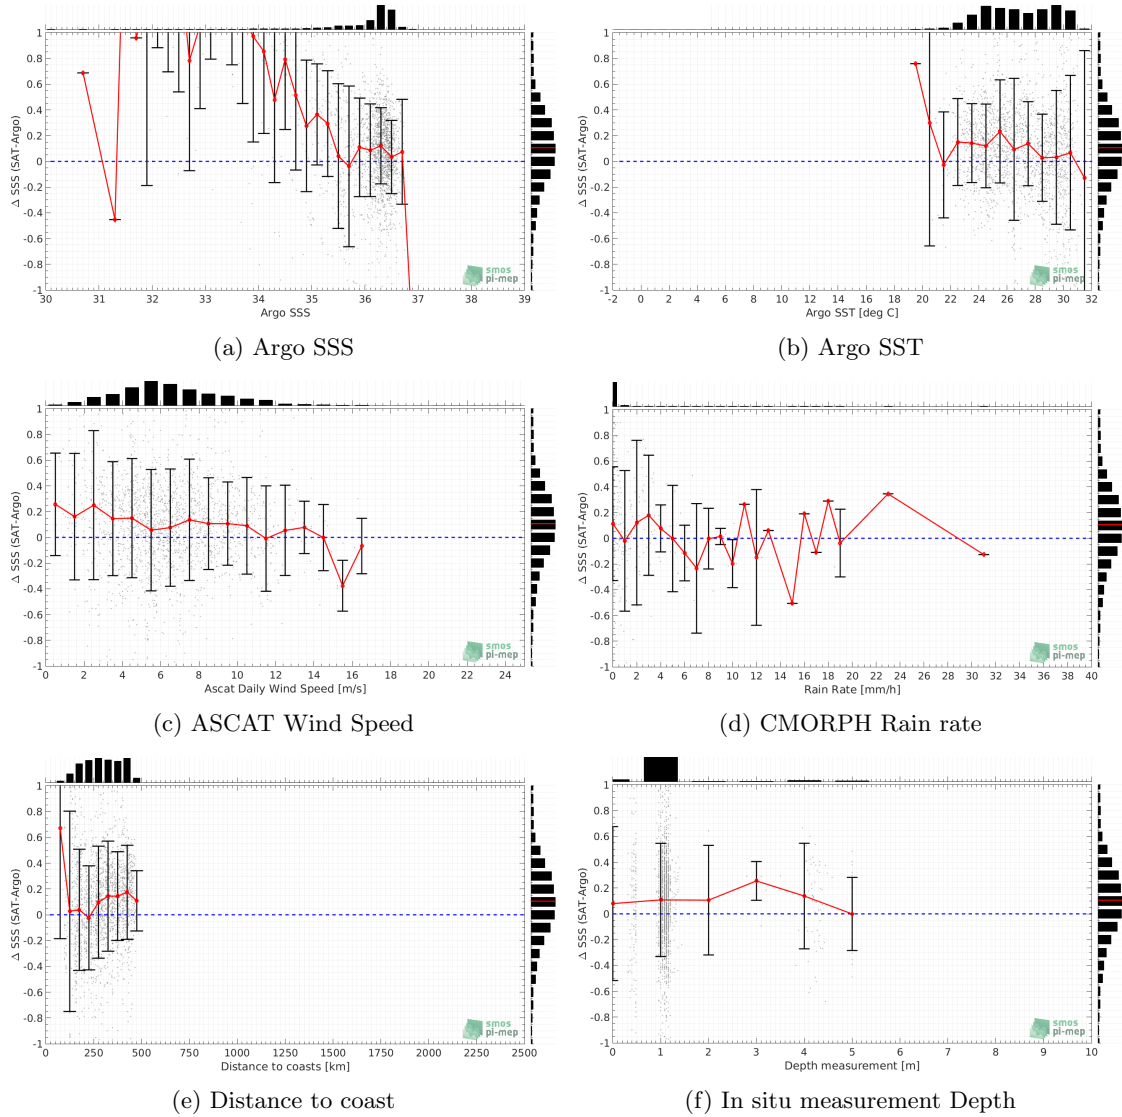 1
0.8
0.6
0.4
0.2
0
-0.2
-0.4
-0.6
-0.8
-1
Δ SSS (SAT-Argo)
30 31 32 33 34 35 36 37 38 39
Argo SSS
smos
pi-mep
(a) Argo SSS
1
0.8
0.6
0.4
0.2
0
-0.2
-0.4
-0.6
-0.8
-1
Δ SSS (SAT-Argo)
-2 0 2 4 6 8 10 12 14 16 18 20 22 24 26 28 30 32
Argo SST [deg C]
smos
pi-mep
(b) Argo SST
1
0.8
0.6
0.4
0.2
0
-0.2
-0.4
-0.6
-0.8
-1
Δ SSS (SAT-Argo)
0 2 4 6 8 10 12 14 16 18 20 22 24
Ascat Daily Wind Speed [m/s]
smos
pi-mep
(c) ASCAT Wind Speed
1
0.8
0.6
0.4
0.2
0
-0.2
-0.4
-0.6
-0.8
-1
Δ SSS (SAT-Argo)
0 2 4 6 8 10 12 14 16 18 20 22 24 26 28 30 32 34 36 38 40
Rain Rate [mm/h]
smos
pi-mep
(d) CMORPH Rain rate
1
0.8
0.6
0.4
0.2
0
-0.2
-0.4
-0.6
-0.8
-1
Δ SSS (SAT-Argo)
0 250 500 750 1000 1250 1500 1750 2000 2250 2500
Distance to coasts [km]
smos
pi-mep
(e) Distance to coast
1
0.8
0.6
0.4
0.2
0
-0.2
-0.4
-0.6
-0.8
-1
Δ SSS (SAT-Argo)
0 1 2 3 4 5 6 7 8 9 10
Depth measurement [m]
smos
pi-mep
(f) In situ measurement Depth